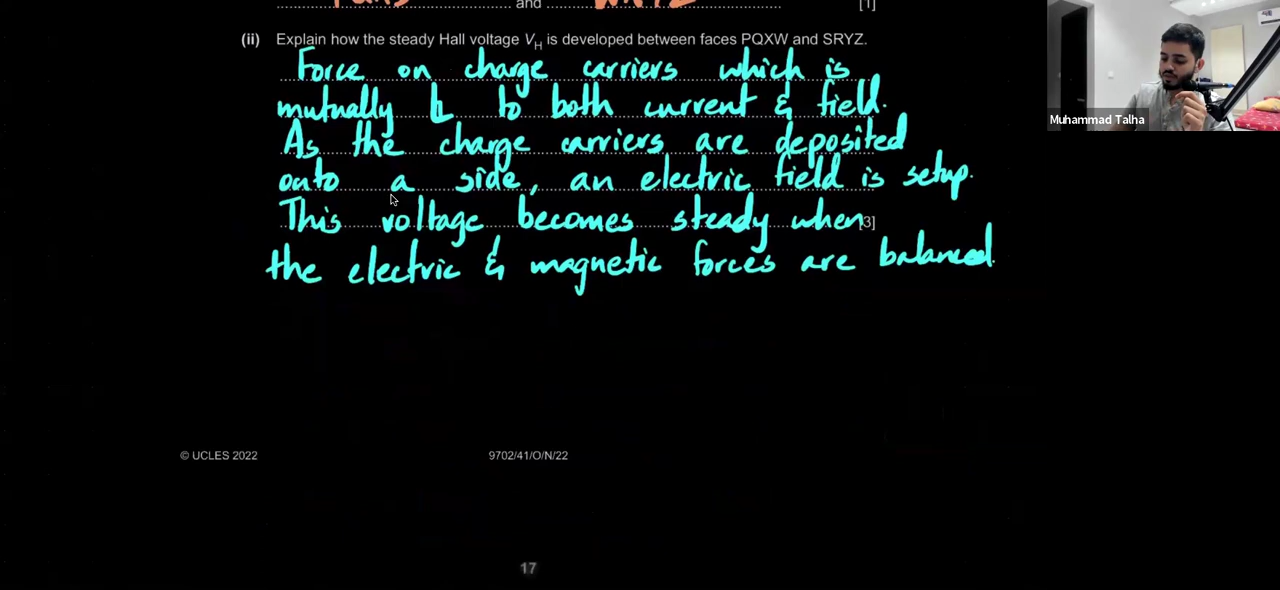 and [1]
(ii) Explain how the steady Hall voltage VH is developed between faces PQXW and SRYZ.
Force on charge carriers which is
mutually ⊥ to both current & field.
As the charge carriers are deposited
onto a side, an electric field is setup.
This voltage becomes steady when [3]
the electric & magnetic forces are balanced.
Muhammad Talha
© UCLES 2022 9702/41/O/N/22
17